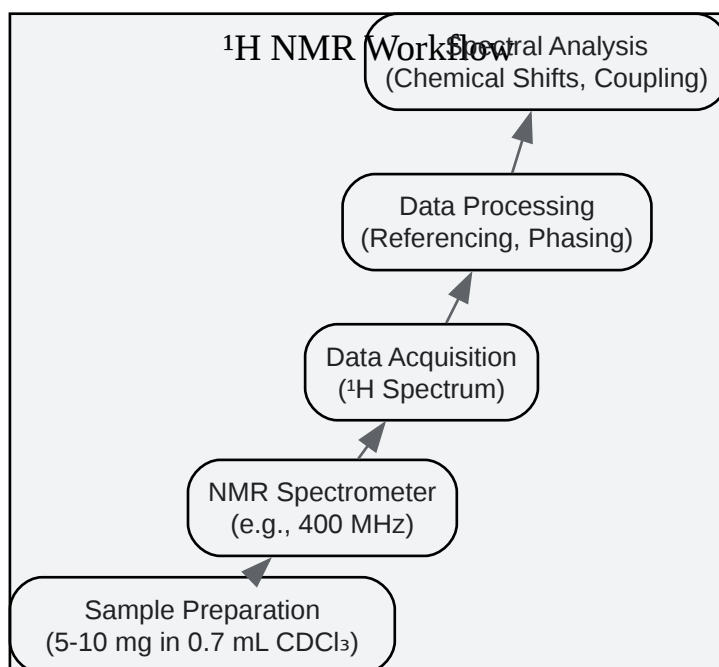 ¹H NMR Workflow
Spectral Analysis
(Chemical Shifts, Coupling)
Data Processing
(Referencing, Phasing)
Data Acquisition
(¹H Spectrum)
NMR Spectrometer
(e.g., 400 MHz)
Sample Preparation
(5-10 mg in 0.7 mL CDCl₃)